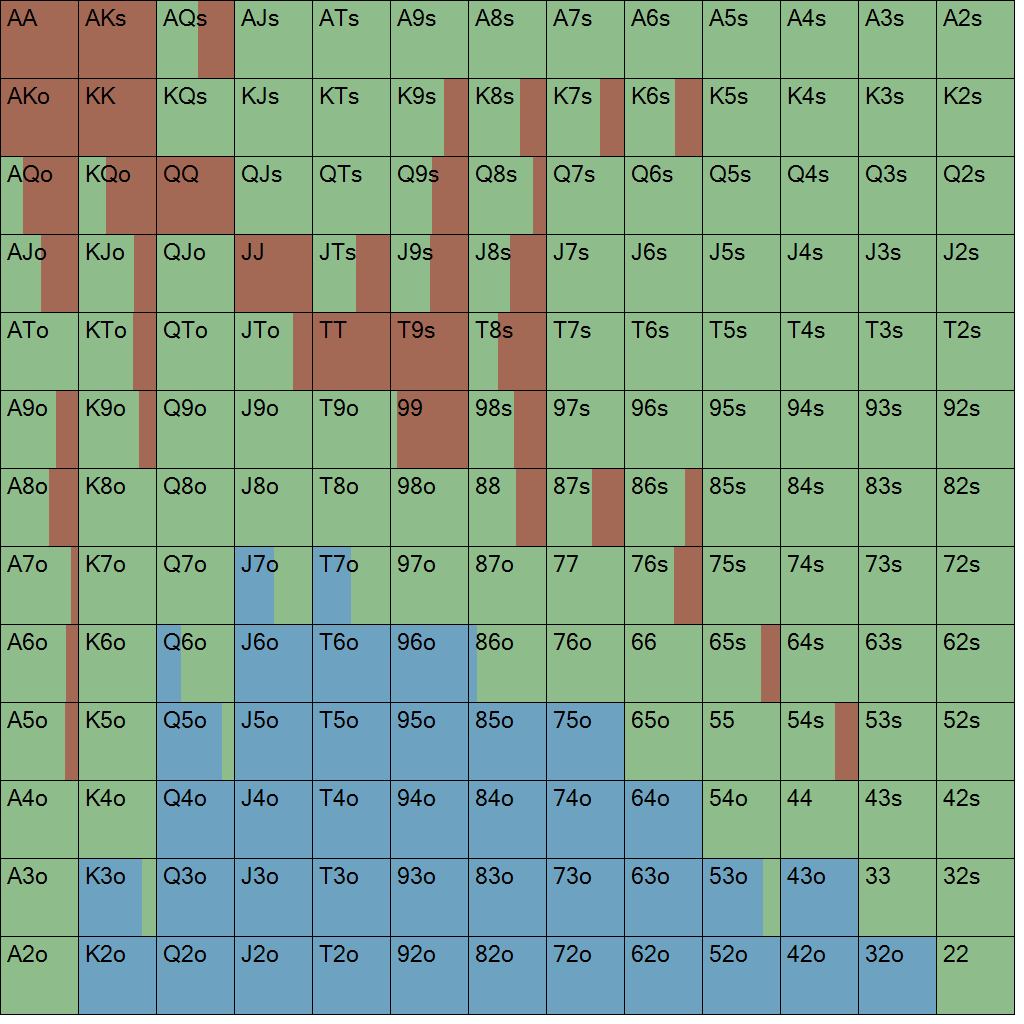 AA AKs AQs AJs ATs A9s A8s A7s A6s A5s A4s A3s A2s
AKo KK KQs KJs KTs K9s K8s K7s K6s K5s K4s K3s K2s
AQo KQo QQ QJs QTs Q9s Q8s Q7s Q6s Q5s Q4s Q3s Q2s
AJo KJo QJo JJ JTs J9s J8s J7s J6s J5s J4s J3s J2s
ATo KTo QTo JTo TT T9s T8s T7s T6s T5s T4s T3s T2s
A9o K9o Q9o J9o T9o 99 98s 97s 96s 95s 94s 93s 92s
A8o K8o Q8o J8o T8o 98o 88 87s 86s 85s 84s 83s 82s
A7o K7o Q7o J7o T7o 97o 87o 77 76s 75s 74s 73s 72s
A6o K6o Q6o J6o T6o 96o 86o 76o 66 65s 64s 63s 62s
A5o K5o Q5o J5o T5o 95o 85o 75o 65o 55 54s 53s 52s
A4o K4o Q4o J4o T4o 94o 84o 74o 64o 54o 44 43s 42s
A3o K3o Q3o J3o T3o 93o 83o 73o 63o 53o 43o 33 32s
A2o K2o Q2o J2o T2o 92o 82o 72o 62o 52o 42o 32o 22